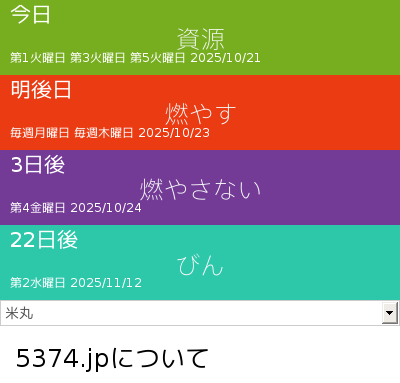 今日
資源
第1火曜日 第3火曜日 第5火曜日 2025/10/21
明後日
燃やす
毎週月曜日 毎週木曜日 2025/10/23
3日後
燃やさない
第4金曜日 2025/10/24
22日後
びん
第2水曜日 2025/11/12
米丸
5374.jpについて